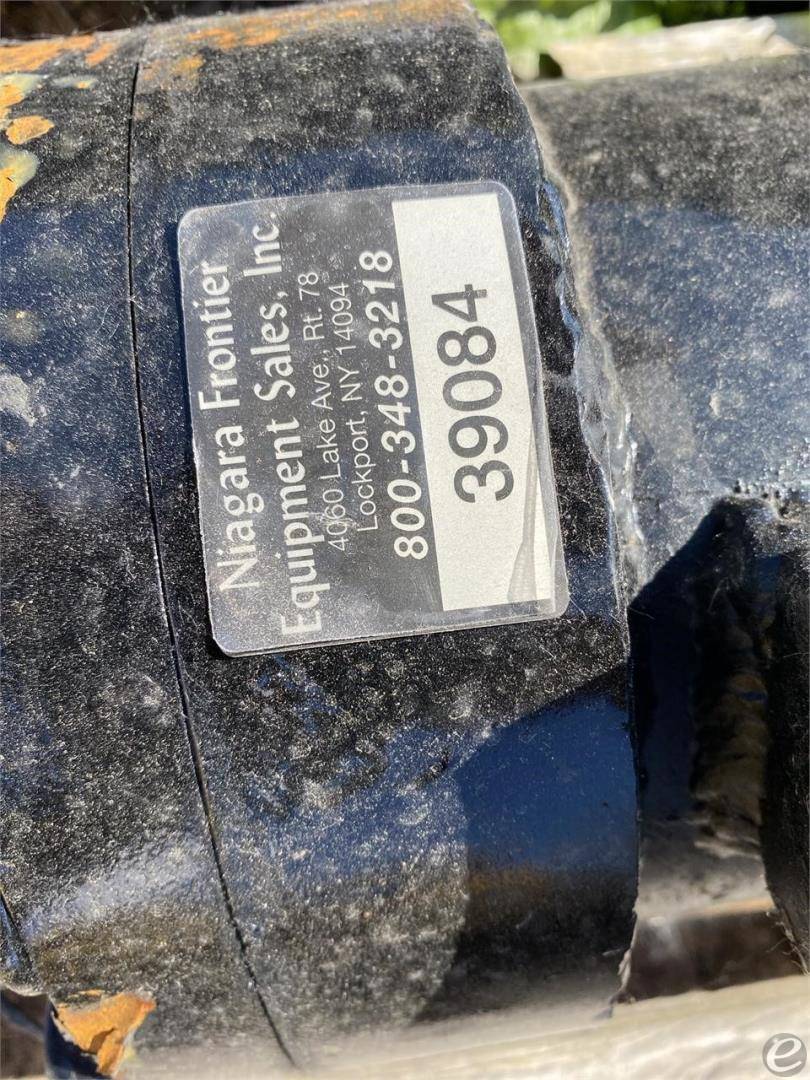 Niagara Frontier
Equipment Sales, Inc.
4060 Lake Ave., Rt. 78
Lockport, NY 14094
800-348-3218
39084
e